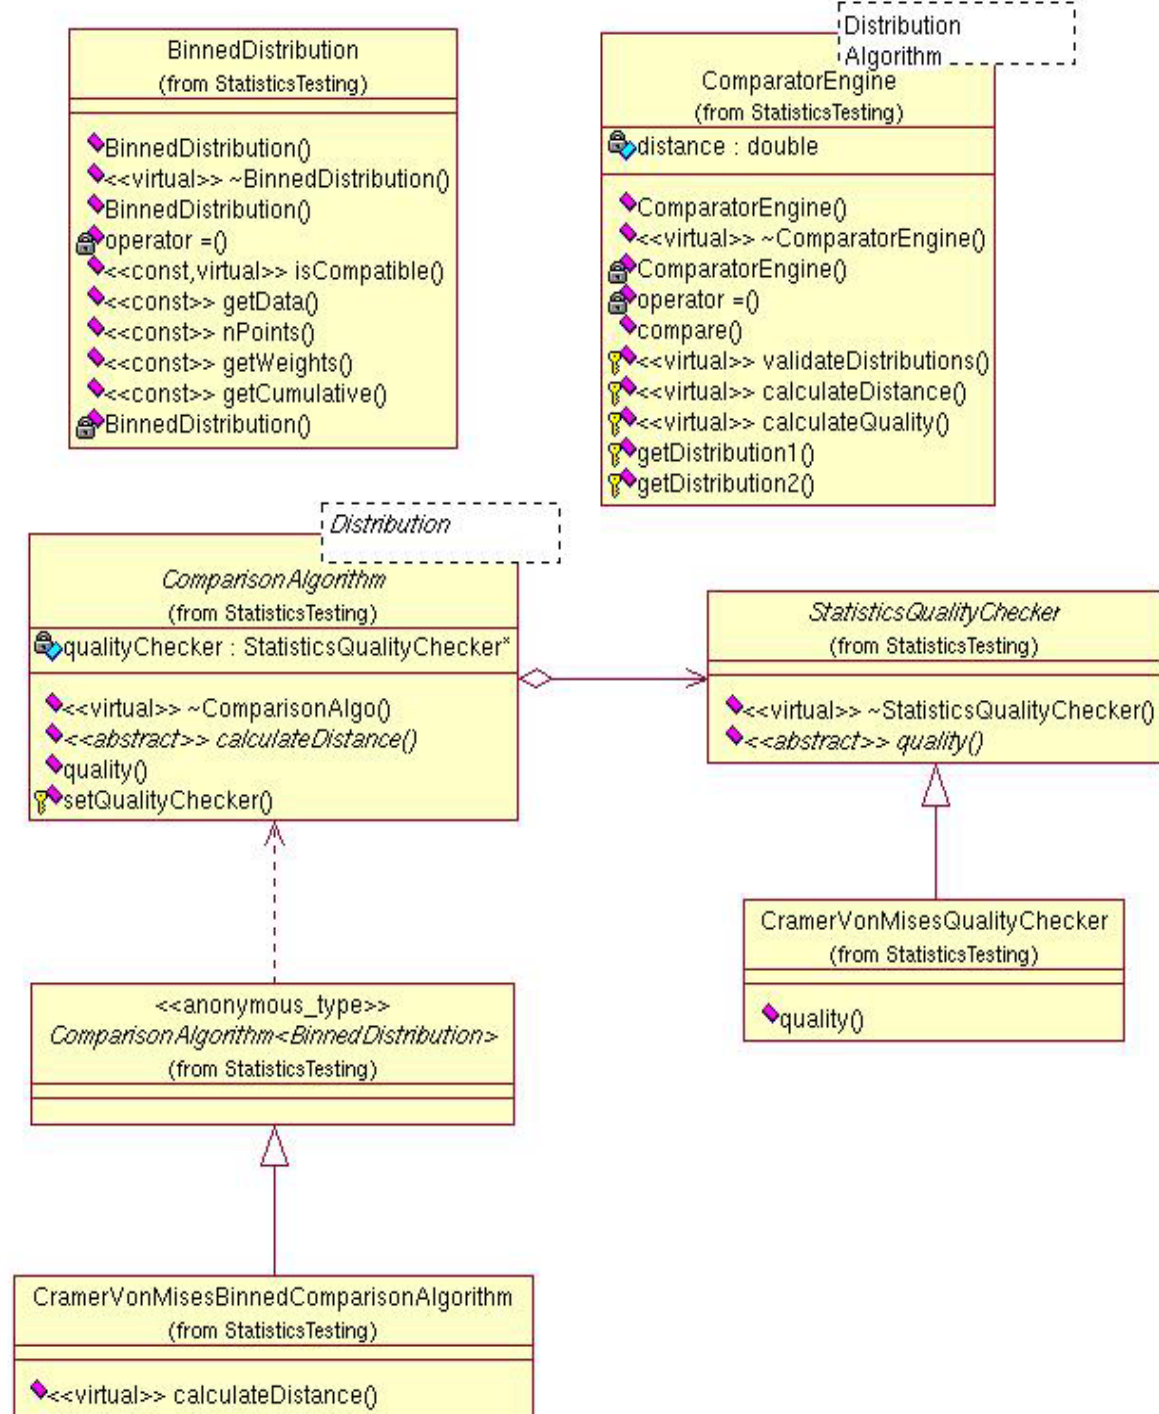 BinnedDistribution
(from StatisticsTesting)
BinnedDistribution()
<<virtual>> ~BinnedDistribution()
BinnedDistribution()
operator =()
<<const,virtual>> isCompatible()
<<const>> getData()
<<const>> nPoints()
<<const>> getWeights()
<<const>> getCumulative()
BinnedDistribution()
Distribution
Algorithm
ComparatorEngine
(from StatisticsTesting)
distance : double
ComparatorEngine()
<<virtual>> ~ComparatorEngine()
ComparatorEngine()
operator =()
compare()
<<virtual>> validateDistributions()
<<virtual>> calculateDistance()
<<virtual>> calculateQuality()
getDistribution1()
getDistribution2()
Distribution
ComparisonAlgorithm
(from StatisticsTesting)
qualityChecker : StatisticsQualityChecker*
<<virtual>> ~ComparisonAlgo()
<<abstract>> calculateDistance()
quality()
setQualityChecker()
StatisticsQualityChecker
(from StatisticsTesting)
<<virtual>> ~StatisticsQualityChecker()
<<abstract>> quality()
CramerVonMisesQualityChecker
(from StatisticsTesting)
quality()
<<anonymous_type>>
ComparisonAlgorithm<BinnedDistribution>
(from StatisticsTesting)
CramerVonMisesBinnedComparisonAlgorithm
(from StatisticsTesting)
<<virtual>> calculateDistance()